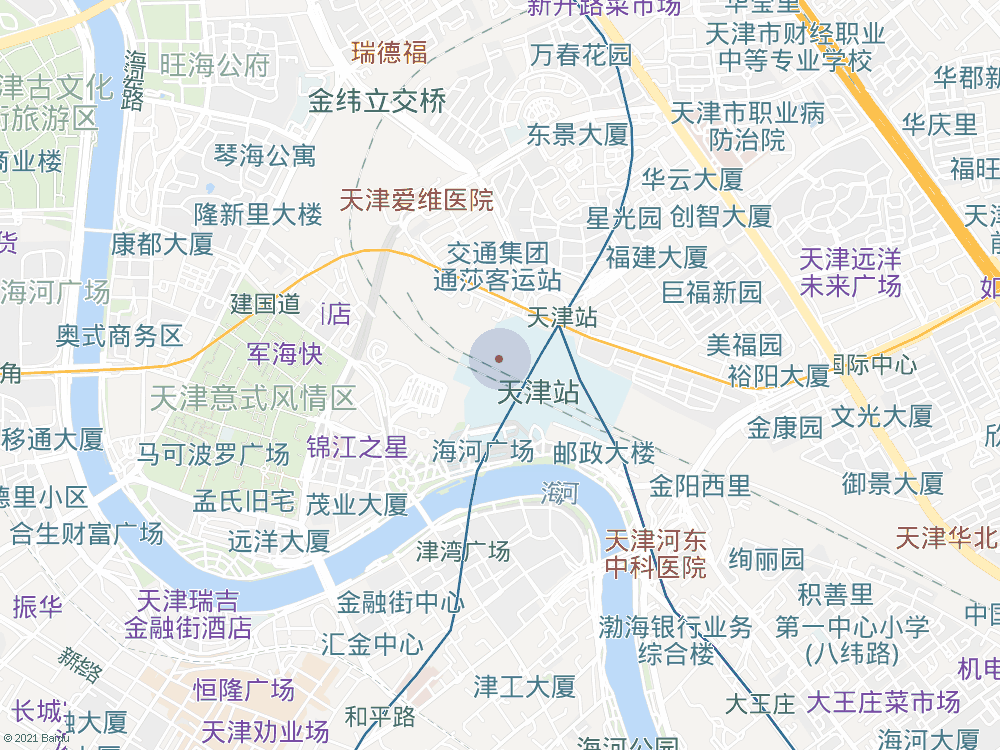 新开路菜市场
华宝里
海河东路
旺海公府
瑞德福
万春花园
天津市财经职业
中等专业学校
津古文化
街旅游区
金纬立交桥
华郡新
天津市职业病
防治院
华庆里
商业楼
琴海公寓
东景大厦
福旺
天津爱维医院
华云大厦
隆新里大楼
星光园
创智大厦
天津
康都大厦
交通集团
通莎客运站
福建大厦
天津远洋
未来广场
海河广场
建国道
店
天津站
巨福新园
如
奥式商务区
军海快
美福园
国际中心
角
天津意式风情区
天津站
裕阳大厦
移通大厦
马可波罗广场
锦江之星
海河广场
邮政大楼
金康园
文光大厦
欣
德里小区
孟氏旧宅
茂业大厦
海河
金阳西里
御景大厦
合生财富广场
远洋大厦
津湾广场
天津河东
中科医院
绚丽园
天津华北
振华
天津瑞吉
金融街酒店
金融街中心
积善里
中国
汇金中心
渤海银行业务
综合楼
第一中心小学
(八纬路)
新华路
恒隆广场
津工大厦
机电
长城
融大厦
天津劝业场
和平路
大王庄
大王庄菜市场
海河公园
海河大厦
© 2021 Baidu